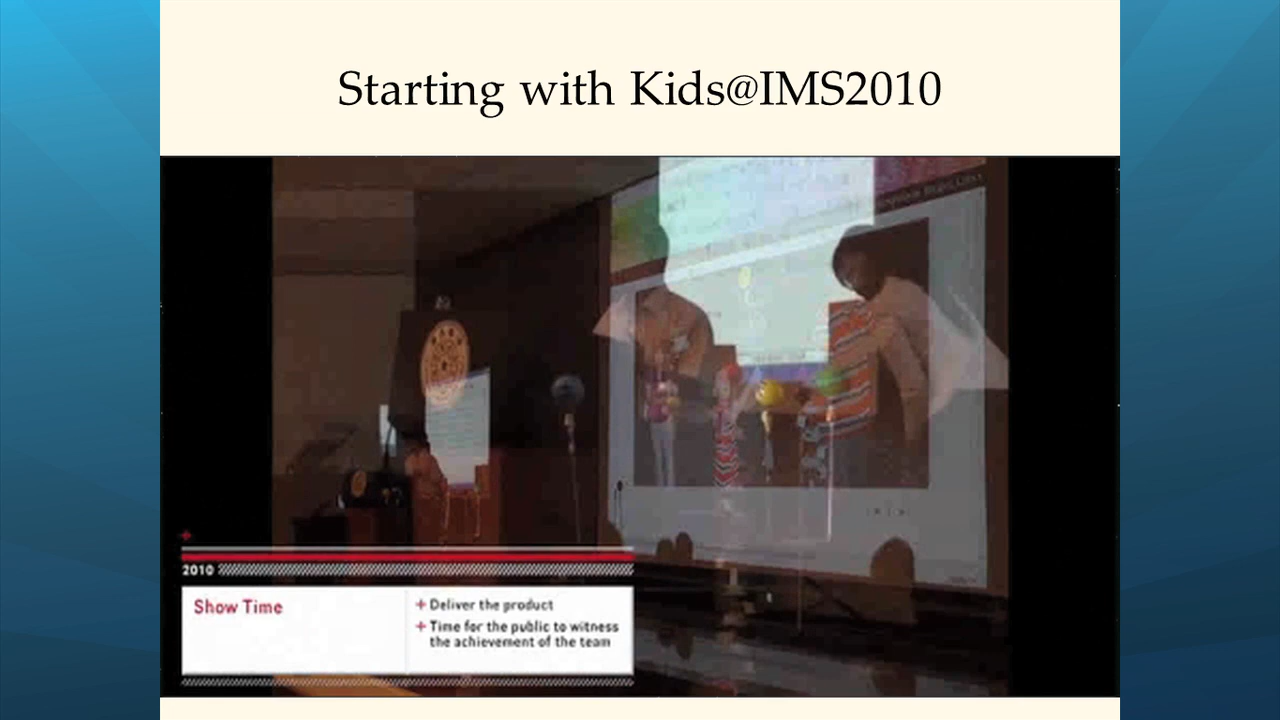 Starting with Kids@IMS2010
2010
Show Time
+ Deliver the product
+ Time for the public to witness
the achievement of the team